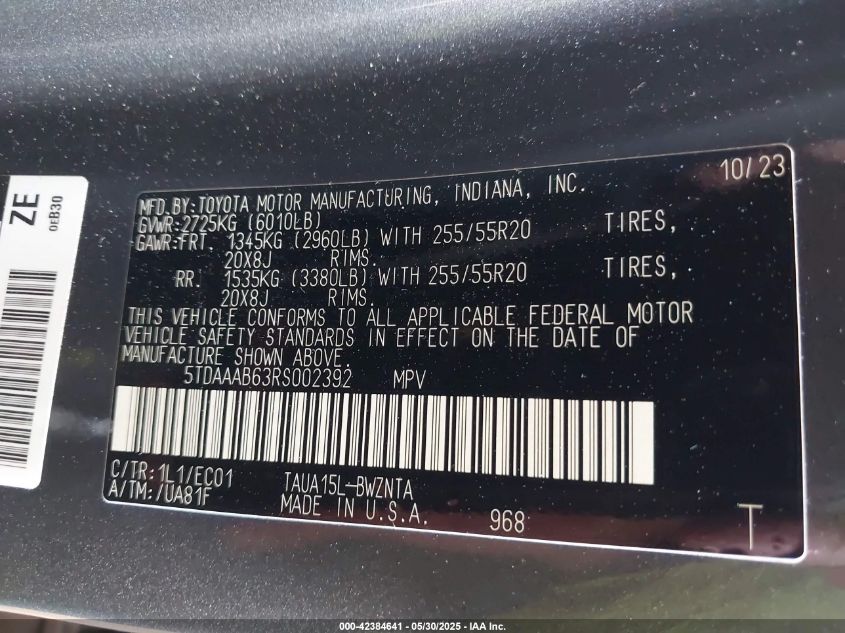 ZE
0EB30
10/23
MFD.BY:TOYOTA MOTOR MANUFACTURING, INDIANA, INC.
GVWR:2725KG (6010LB)
GAWR:FRT. 1345KG (2960LB) WITH 255/55R20 TIRES,
20X8J RIMS.
RR. 1535KG (3380LB) WITH 255/55R20 TIRES,
20X8J RIMS.
THIS VEHICLE CONFORMS TO ALL APPLICABLE FEDERAL MOTOR
VEHICLE SAFETY STANDARDS IN EFFECT ON THE DATE OF
MANUFACTURE SHOWN ABOVE.
5TDAAAB63RS002392 MPV
C/TR:1L1/EC01 TAUA15L-BWZNTA
A/TM:/UA81F MADE IN U.S.A. 968 T
000-42384641 - 05/30/2025 - IAA Inc.